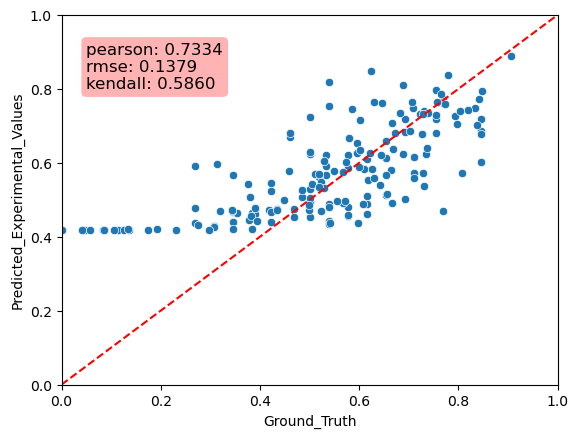 pearson: 0.7334
rmse: 0.1379
kendall: 0.5860
1.0
0.8
0.6
0.4
0.2
0.0
Predicted_Experimental_Values
0.0 0.2 0.4 0.6 0.8 1.0
Ground_Truth